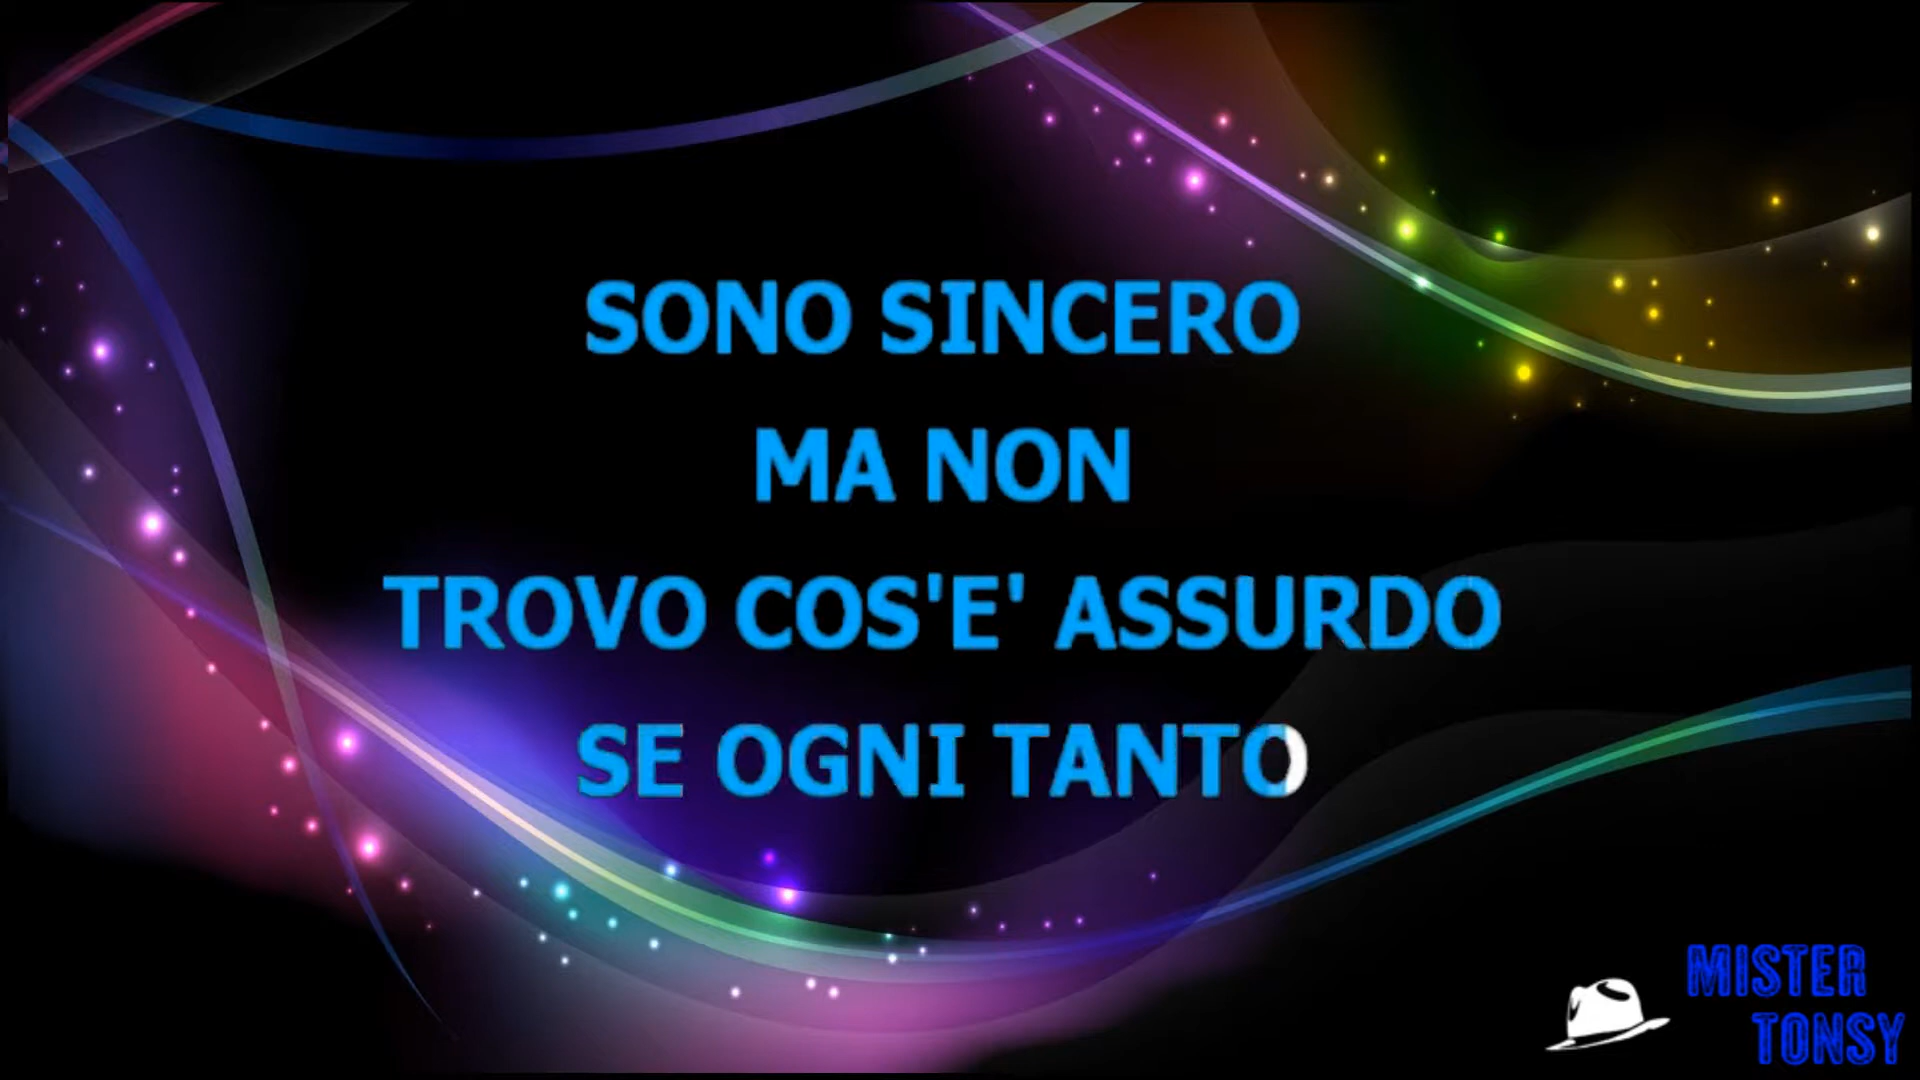 SONO SINCERO
MA NON
TROVO COS'E' ASSURDO
SE OGNI TANTO
MISTER
TONSY